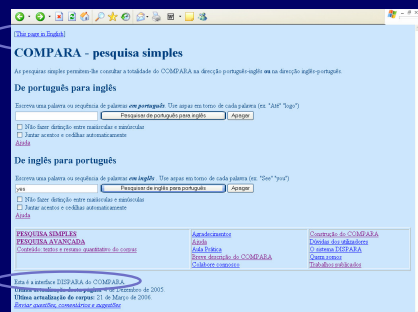 [This page in English]
COMPARA - pesquisa simples
As pesquisas simples permitem-lhe consultar a totalidade do COMPARA na direcção português-inglês ou na direcção inglês-português.
De português para inglês
Escreva uma palavra ou sequência de palavras em português. Use aspas em torno de cada palavra (ex: "Até" "logo")
Pesquisar de português para inglês Apagar
Não fazer distinção entre maiúsculas e minúsculas
Juntar acentos e cedilhas automaticamente
Ajuda
De inglês para português
Escreva uma palavra ou sequência de palavras em inglês. Use aspas em torno de cada palavra (ex: "See" "you")
yes Pesquisar de inglês para português Apagar
Não fazer distinção entre maiúsculas e minúsculas
Juntar acentos e cedilhas automaticamente
Ajuda
PESQUISA SIMPLES Agradecimentos Construção do COMPARA
PESQUISA AVANÇADA Ajuda Dúvidas dos utilizadores
Conteúdo: textos e resumo quantitativo do corpus Aula Prática O sistema DISPARA
Breve descrição do COMPARA Quem somos
Colabore connosco Trabalhos publicados
Esta é a interface DISPARA do COMPARA.
Última actualização desta página: 4 de Dezembro de 2005.
Última actualização do corpus: 21 de Março de 2006.
Enviar questões, comentários e sugestões